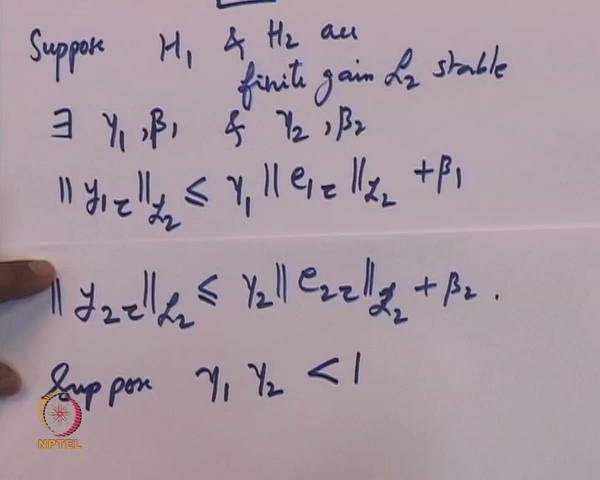 Suppose H₁ & H₂ are
finite gain ℒ₂ stable
∃ γ₁, β₁ & γ₂, β₂
‖ y₁τ ‖ℒ₂ ≤ γ₁ ‖ e₁τ ‖ℒ₂ + β₁
‖ y₂τ ‖ℒ₂ ≤ γ₂ ‖ e₂τ ‖ℒ₂ + β₂ .
Suppose γ₁ γ₂ < 1
NPTEL